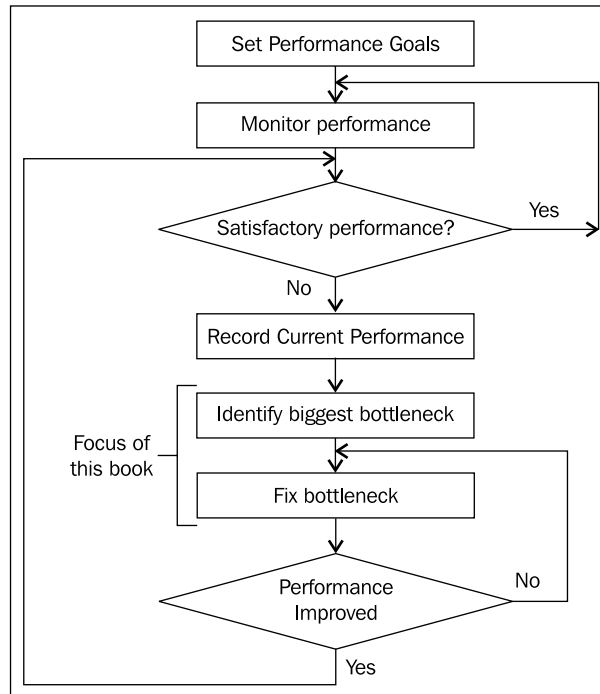 Set Performance Goals
Monitor performance
Satisfactory performance?
Yes
No
Record Current Performance
Identify biggest bottleneck
Focus of
this book
Fix bottleneck
Performance
Improved
No
Yes